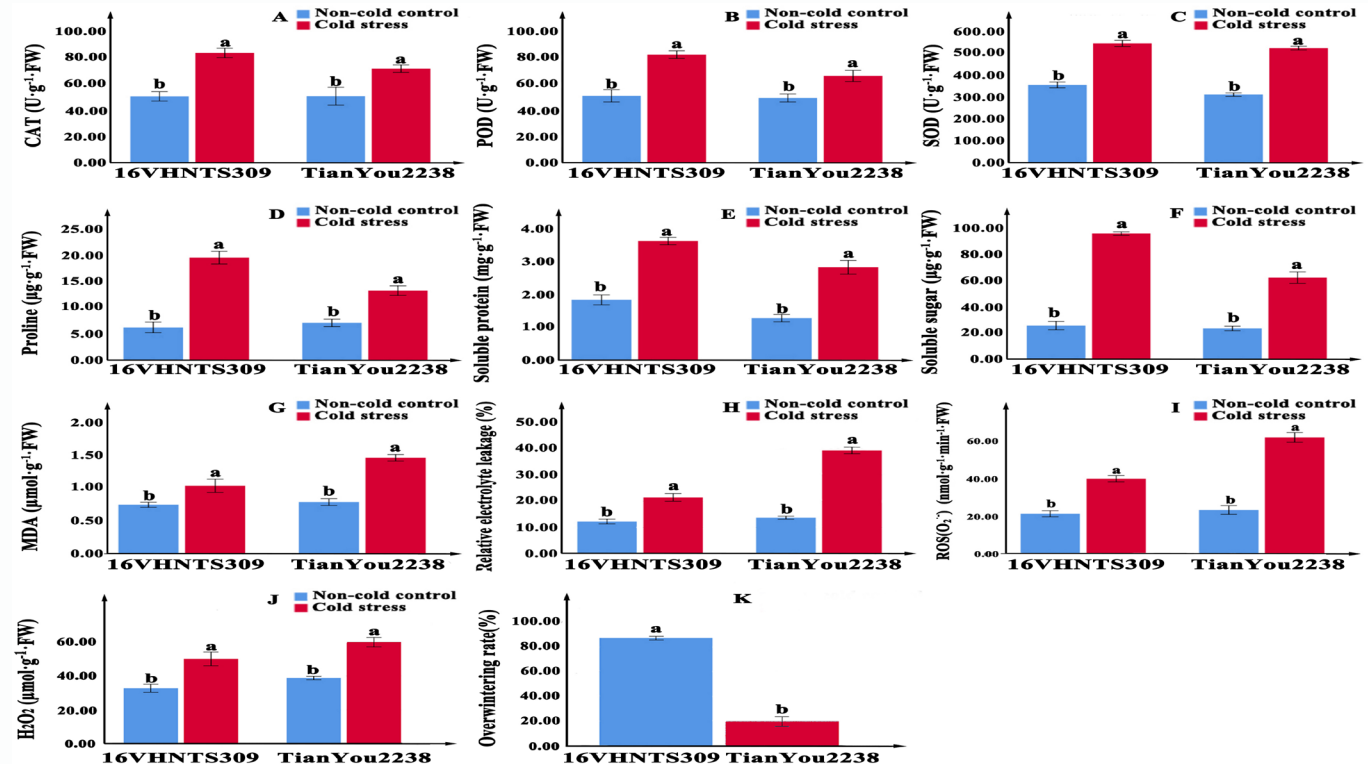 A
Non-cold control
Cold stress
CAT (U·g⁻¹·FW)
100.00
80.00
60.00
40.00
20.00
0.00
b
a
b
a
16VHNTS309
TianYou2238
B
Non-cold control
Cold stress
POD (U·g⁻¹·FW)
100.00
80.00
60.00
40.00
20.00
0.00
b
a
b
a
16VHNTS309
TianYou2238
C
Non-cold control
Cold stress
SOD (U·g⁻¹·FW)
600.00
500.00
400.00
300.00
200.00
100.00
0.00
b
a
b
a
16VHNTS309
TianYou2238
D
Non-cold control
Cold stress
Proline (µg·g⁻¹·FW)
25.00
20.00
15.00
10.00
5.00
0.00
b
a
b
a
16VHNTS309
TianYou2238
E
Non-cold control
Cold stress
Soluble protein (mg·g⁻¹·FW)
4.00
3.00
2.00
1.00
0.00
b
a
b
a
16VHNTS309
TianYou2238
F
Non-cold control
Cold stress
Soluble sugar (µg·g⁻¹·FW)
100.00
80.00
60.00
40.00
20.00
0.00
b
a
b
a
16VHNTS309
TianYou2238
G
Non-cold control
Cold stress
MDA (µmol·g⁻¹·FW)
2.00
1.50
1.00
0.50
0.00
b
a
b
a
16VHNTS309
TianYou2238
H
Non-cold control
Cold stress
Relative electrolyte leakage (%)
50.00
40.00
30.00
20.00
10.00
0.00
b
a
b
a
16VHNTS309
TianYou2238
I
Non-cold control
Cold stress
ROS(O₂⁻) (nmol·g⁻¹·min⁻¹·FW)
60.00
40.00
20.00
0.00
b
a
b
a
16VHNTS309
TianYou2238
J
Non-cold control
Cold stress
H2O2 (µmol·g⁻¹·FW)
60.00
40.00
20.00
0.00
b
a
b
a
16VHNTS309
TianYou2238
K
Overwintering rate(%)
100.00
80.00
60.00
40.00
20.00
0.00
a
b
16VHNTS309
TianYou2238